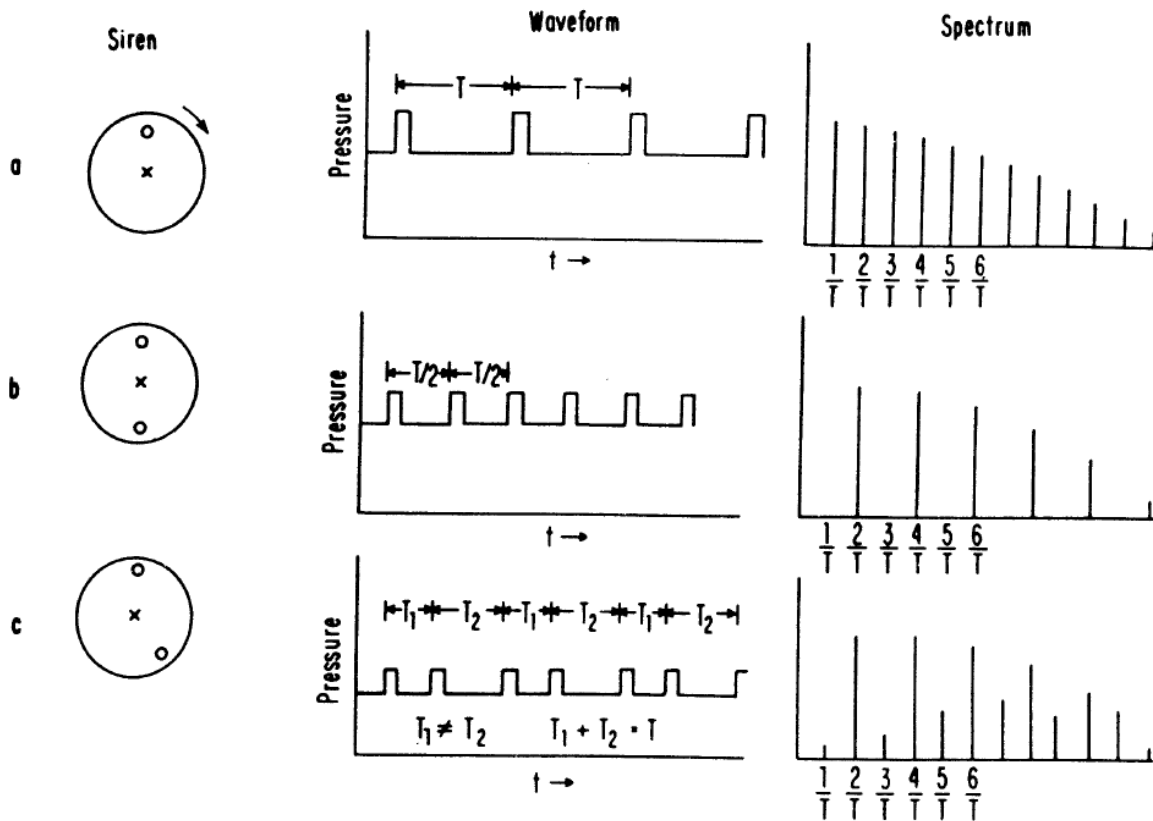 Siren
Waveform
Spectrum
a
Pressure
T T
t →
1/T 2/T 3/T 4/T 5/T 6/T
b
Pressure
T/2 T/2
t →
1/T 2/T 3/T 4/T 5/T 6/T
c
Pressure
T₁ T₂ T₁ T₂ T₁ T₂
T₁ ≠ T₂ T₁ + T₂ = T
t →
1/T 2/T 3/T 4/T 5/T 6/T